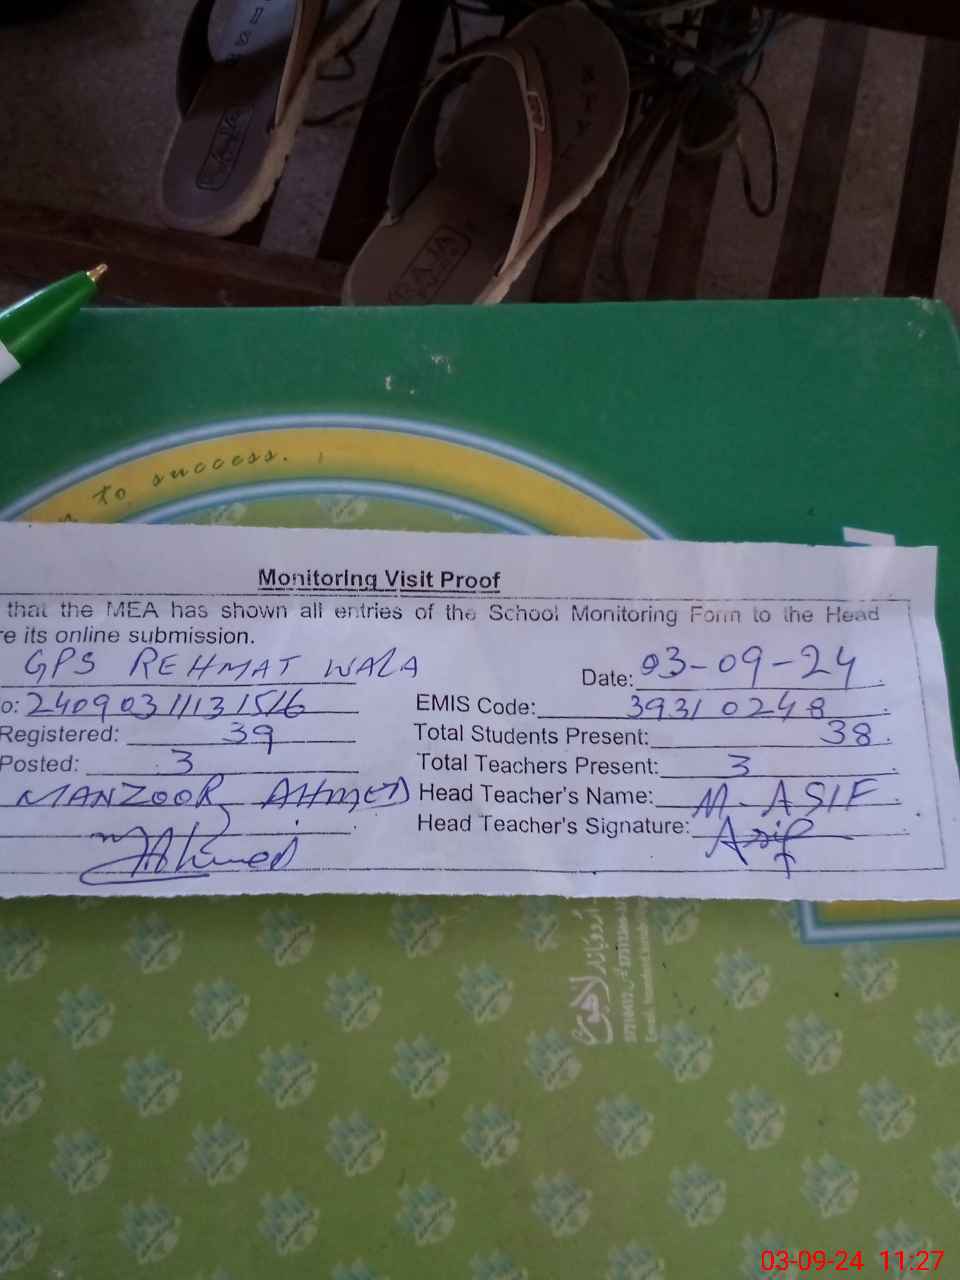 to success.
Monitoring Visit Proof
that the MEA has shown all entries of the School Monitoring Form to the Head
re its online submission.
GPS REHMAT WALA Date: 03-09-24
o: 24090311131516 EMIS Code: 39310248
Registered: 39 Total Students Present: 38
Posted: 3 Total Teachers Present: 3
MANZOOR AHMED Head Teacher's Name: M. ASIF
Ahmed Head Teacher's Signature: Asif
03-09-24 11:27